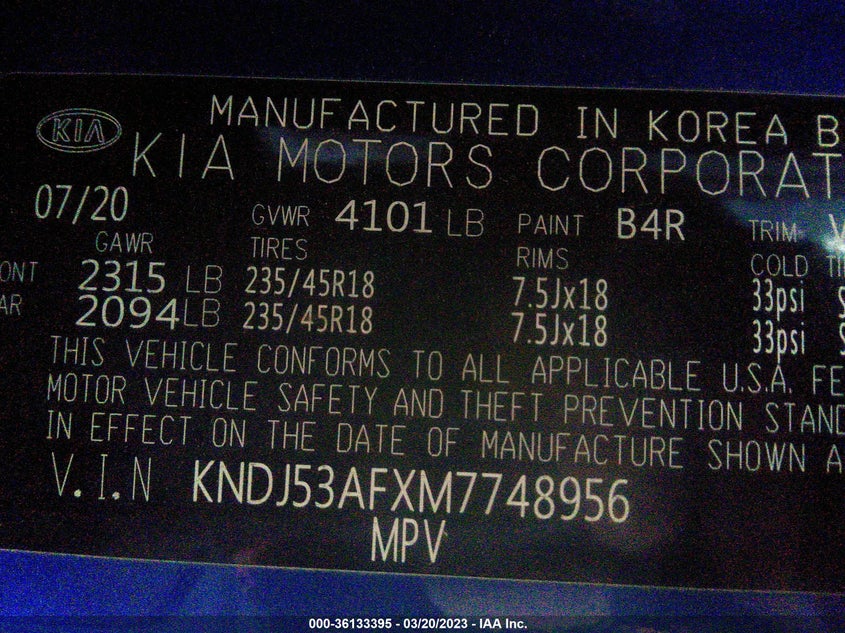 MANUFACTURED IN KOREA B
KIA KIA MOTORS CORPORAT
07/20 GVWR 4101 LB PAINT B4R TRIM V
GAWR TIRES RIMS COLD TI
ONT 2315 LB 235/45R18 7.5Jx18 33psi S
AR 2094 LB 235/45R18 7.5Jx18 33psi S
THIS VEHICLE CONFORMS TO ALL APPLICABLE U.S.A. FE
MOTOR VEHICLE SAFETY AND THEFT PREVENTION STAND
IN EFFECT ON THE DATE OF MANUFACTURE SHOWN A
V.I.N KNDJ53AFXM7748956
MPV
000-36133395 - 03/20/2023 - IAA Inc.